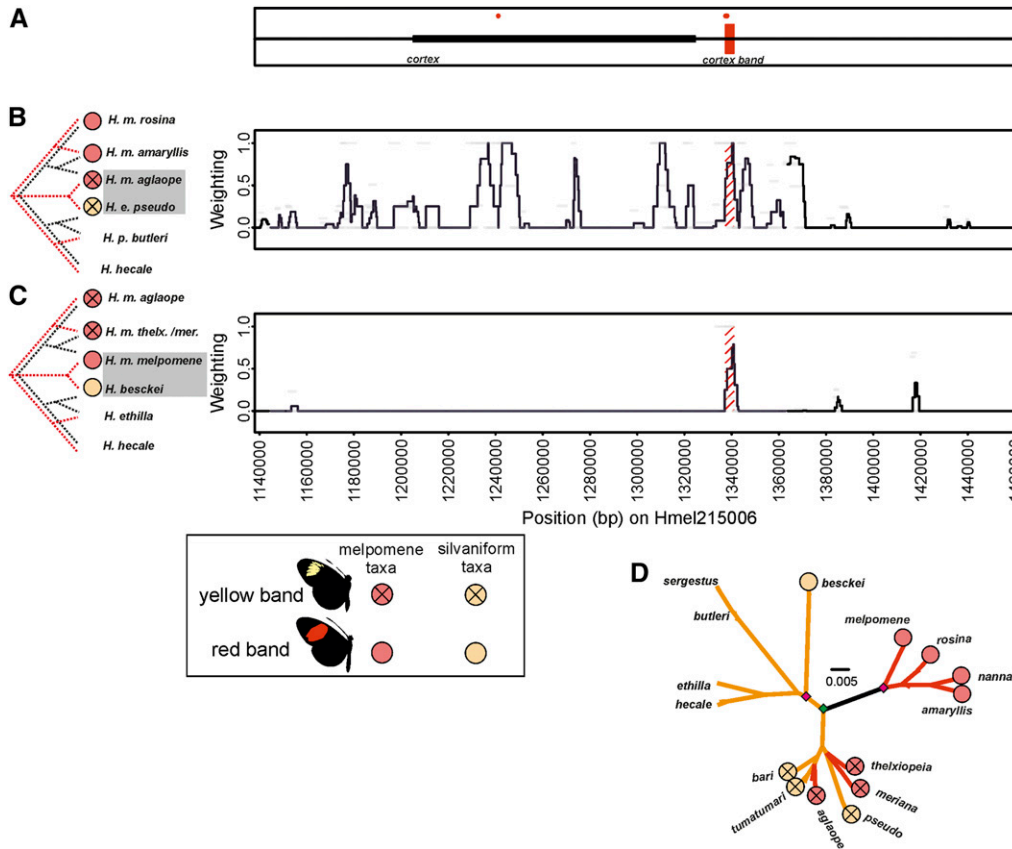 A
cortex
cortex band
B
H. m. rosina
H. m. amaryllis
H. m. aglaope
H. e. pseudo
H. p. butleri
H. hecale
Weighting
0.0 0.5 1.0
C
H. m. aglaope
H. m. thelx. /mer.
H. m. melpomene
H. besckei
H. ethilla
H. hecale
Weighting
0.0 0.5 1.0
1140000 1160000 1180000 1200000 1220000 1240000 1260000 1280000 1300000 1320000 1340000 1360000 1380000 1400000 1420000 1440000
Position (bp) on Hmel215006
melpomene taxa
silvaniform taxa
yellow band
red band
D
sergestus
besckei
butleri
melpomene
rosina
nanna
0.005
ethilla
hecale
amaryllis
thelxiopeia
bari
meriana
tumatumari
aglaope
pseudo